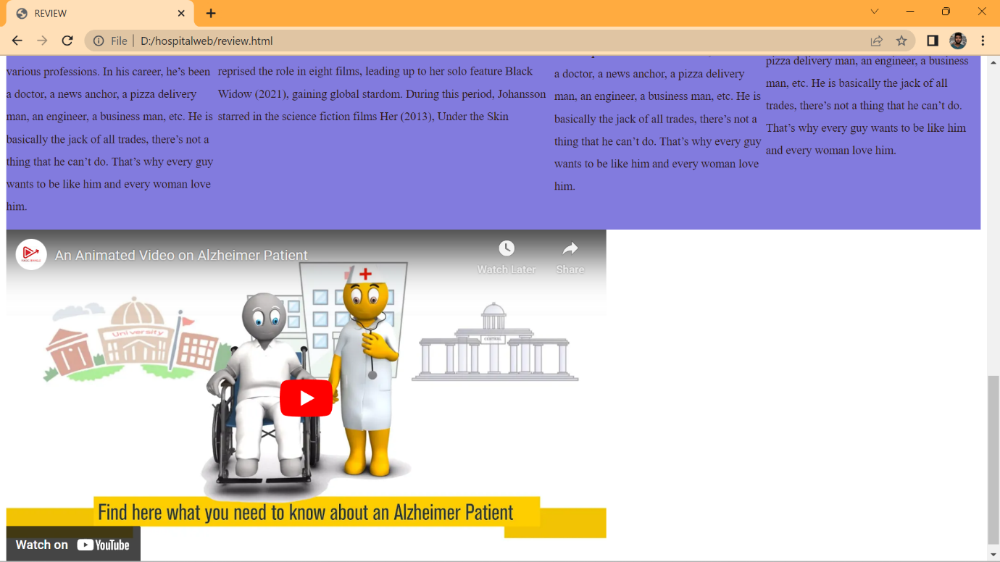 REVIEW
File
D:/hospitalweb/review.html
various professions. In his career, he’s been
a doctor, a news anchor, a pizza delivery
man, an engineer, a business man, etc. He is
basically the jack of all trades, there’s not a
thing that he can’t do. That’s why every guy
wants to be like him and every woman love
him.
reprised the role in eight films, leading up to her solo feature Black
Widow (2021), gaining global stardom. During this period, Johansson
starred in the science fiction films Her (2013), Under the Skin
a doctor, a news anchor, a pizza delivery
man, an engineer, a business man, etc. He is
basically the jack of all trades, there’s not a
thing that he can’t do. That’s why every guy
wants to be like him and every woman love
him.
pizza delivery man, an engineer, a business
man, etc. He is basically the jack of all
trades, there’s not a thing that he can’t do.
That’s why every guy wants to be like him
and every woman love him.
An Animated Video on Alzheimer Patient
Watch Later
Share
University
CENTRAL
Find here what you need to know about an Alzheimer Patient
Watch on YouTube